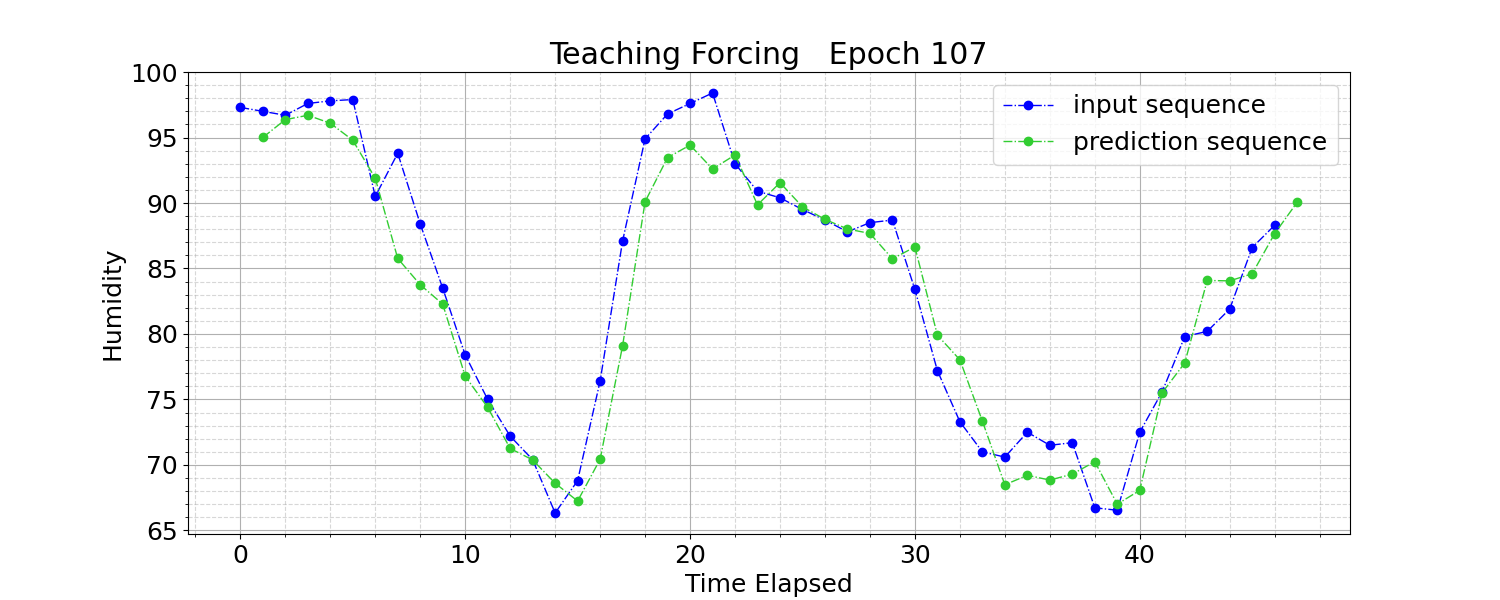 Teaching Forcing   Epoch 107
100
95
90
85
80
75
70
65
Humidity
input sequence
prediction sequence
0 10 20 30 40
Time Elapsed